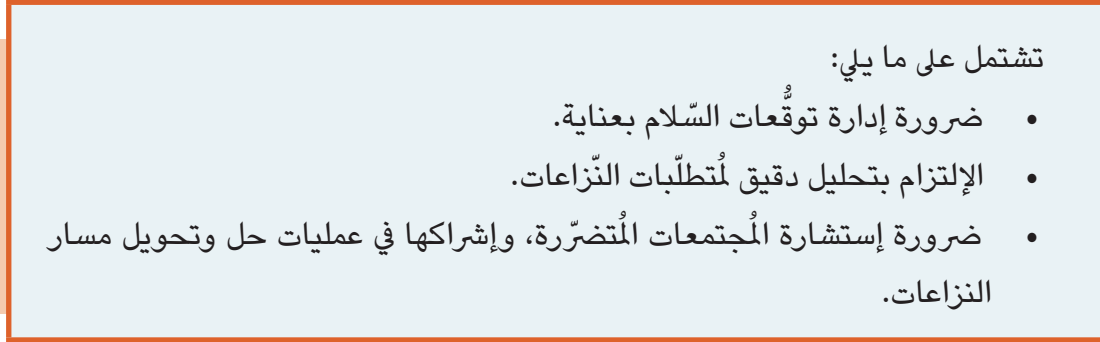 تشتمل على ما يلي:
• ضرورة إدارة توقُّعات السّلام بعناية.
• الإلتزام بتحليل دقيق لمُتطلّبات النّزاعات.
• ضرورة إستشارة المُجتمعات المُتضرّرة، وإشراكها في عمليات حل وتحويل مسار
النزاعات.